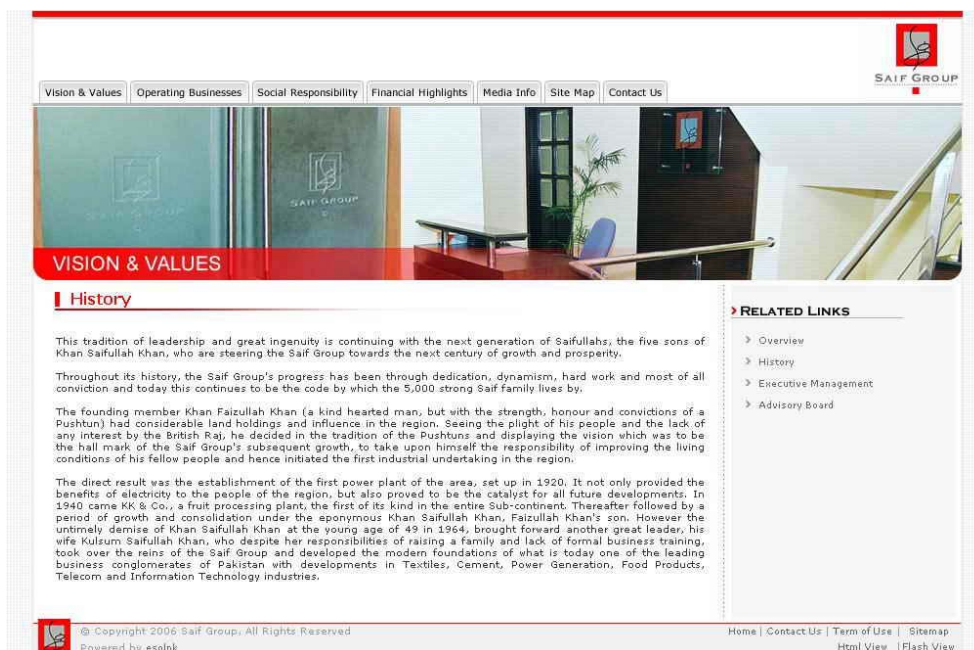 SAIF GROUP
Vision & Values
Operating Businesses
Social Responsibility
Financial Highlights
Media Info
Site Map
Contact Us
SAIF GROUP
SAIF GROUP
VISION & VALUES
History
This tradition of leadership and great ingenuity is continuing with the next generation of Saifullahs, the five sons of
Khan Saifullah Khan, who are steering the Saif Group towards the next century of growth and prosperity.
Throughout its history, the Saif Group's progress has been through dedication, dynamism, hard work and most of all
conviction and today this continues to be the code by which the 5,000 strong Saif family lives by.
The founding member Khan Faizullah Khan (a kind hearted man, but with the strength, honour and convictions of a
Pushtun) had considerable land holdings and influence in the region. Seeing the plight of his people and the lack of
any interest by the British Raj, he decided in the tradition of the Pushtuns and displaying the vision which was to be
the hall mark of the Saif Group's subsequent growth, to take upon himself the responsibility of improving the living
conditions of his fellow people and hence initiated the first industrial undertaking in the region.
The direct result was the establishment of the first power plant of the area, set up in 1920. It not only provided the
benefits of electricity to the people of the region, but also proved to be the catalyst for all future developments. In
1940 came KK & Co., a fruit processing plant, the first of its kind in the entire Sub-continent. Thereafter followed by a
period of growth and consolidation under the eponymous Khan Saifullah Khan, Faizullah Khan's son. However the
untimely demise of Khan Saifullah Khan at the young age of 49 in 1964, brought forward another great leader, his
wife Kulsum Saifullah Khan, who despite her responsibilities of raising a family and lack of formal business training,
took over the reins of the Saif Group and developed the modern foundations of what is today one of the leading
business conglomerates of Pakistan with developments in Textiles, Cement, Power Generation, Food Products,
Telecom and Information Technology industries.
RELATED LINKS
Overview
History
Executive Management
Advisory Board
© Copyright 2006 Saif Group, All Rights Reserved
Powered by esolpk
Home | Contact Us | Term of Use | Sitemap
Html View | Flash View